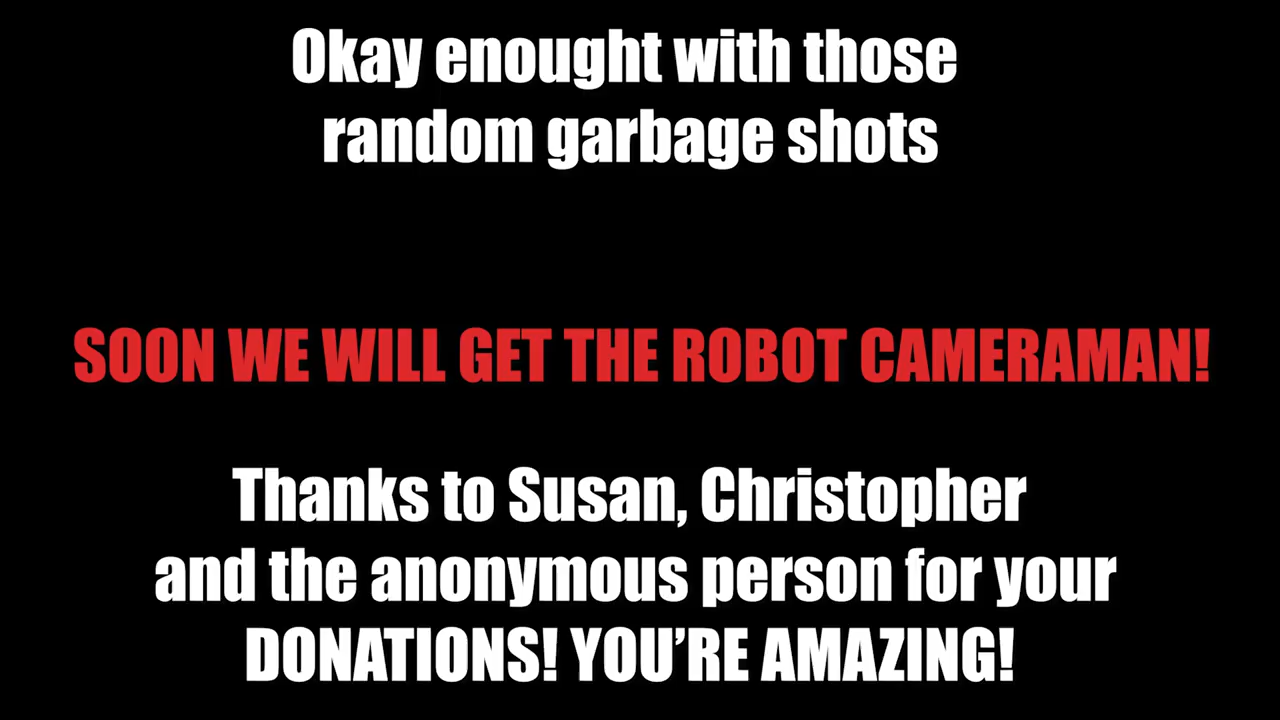 Okay enought with those
random garbage shots
SOON WE WILL GET THE ROBOT CAMERAMAN!
Thanks to Susan, Christopher
and the anonymous person for your
DONATIONS! YOU’RE AMAZING!